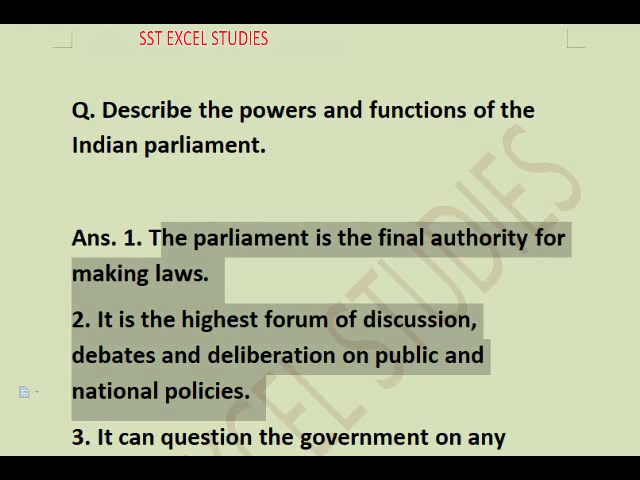 SST EXCEL STUDIES
Q. Describe the powers and functions of the
Indian parliament.
Ans. 1. The parliament is the final authority for
making laws.
2. It is the highest forum of discussion,
debates and deliberation on public and
national policies.
3. It can question the government on any
EXCEL STUDIES